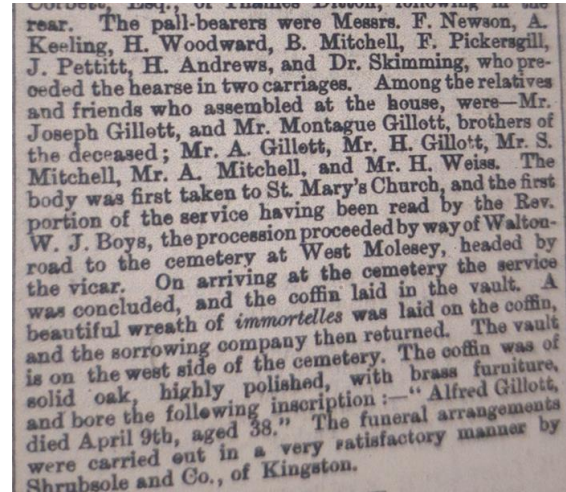 Corbett, Esq., of Thames Ditton, following in the
rear. The pall-bearers were Messrs. F. Newson, A.
Keeling, H. Woodward, B. Mitchell, F. Pickersgill,
J. Pettitt, H. Andrews, and Dr. Skimming, who pre-
ceded the hearse in two carriages. Among the relatives
and friends who assembled at the house, were—Mr.
Joseph Gillott, and Mr. Montague Gillott, brothers of
the deceased; Mr. A. Gillott, Mr. H. Gillott, Mr. S.
Mitchell, Mr. A. Mitchell, and Mr. H. Weiss. The
body was first taken to St. Mary's Church, and the first
portion of the service having been read by the Rev.
W. J. Boys, the procession proceeded by way of Walton-
road to the cemetery at West Molesey, headed by
the vicar. On arriving at the cemetery the service
was concluded, and the coffin laid in the vault. A
beautiful wreath of immortelles was laid on the coffin,
and the sorrowing company then returned. The vault
is on the west side of the cemetery. The coffin was of
solid oak, highly polished, with brass furniture,
and bore the following inscription:—"Alfred Gillott,
died April 9th, aged 38." The funeral arrangements
were carried out in a very satisfactory manner by
Shrubsole and Co., of Kingston.